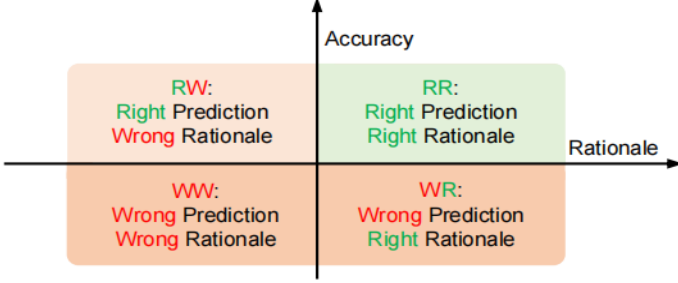 Accuracy
RW:
Right Prediction
Wrong Rationale
RR:
Right Prediction
Right Rationale
Rationale
WW:
Wrong Prediction
Wrong Rationale
WR:
Wrong Prediction
Right Rationale